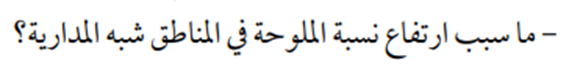 - ما سبب ارتفاع نسبة الملوحة في المناطق شبه المدارية؟